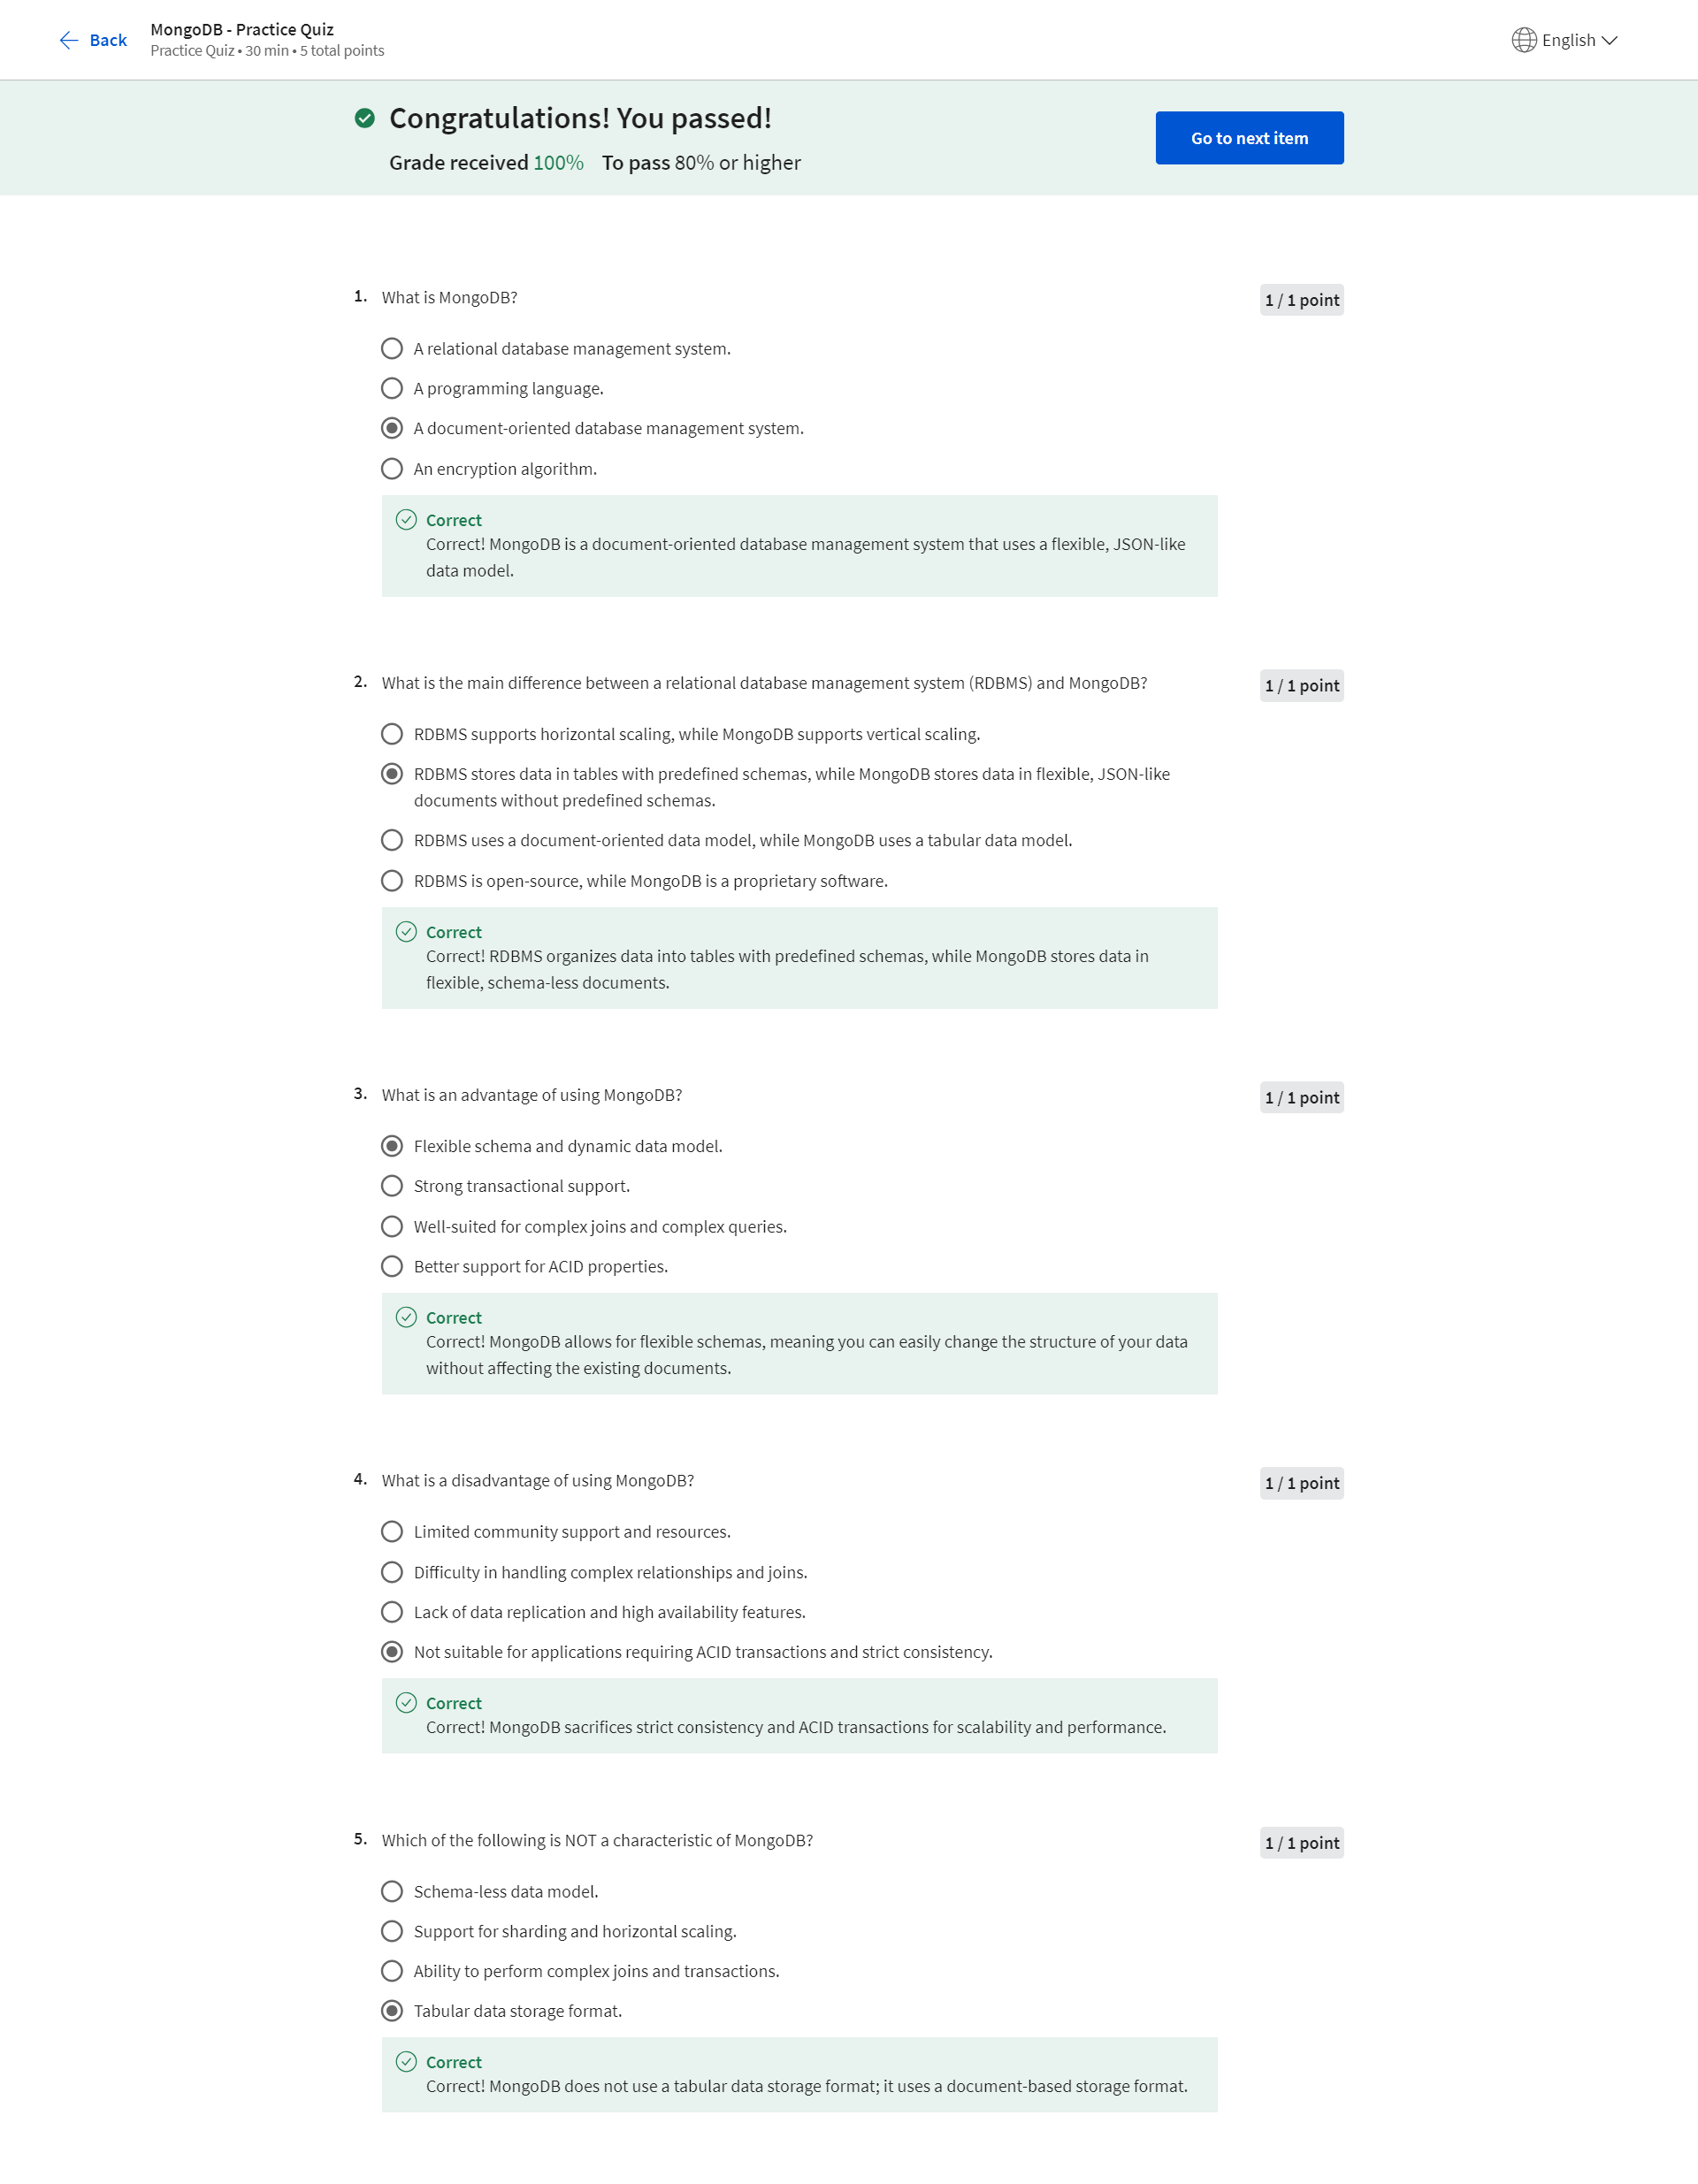 Back
MongoDB - Practice Quiz
Practice Quiz • 30 min • 5 total points
English
Congratulations! You passed!
Grade received 100% To pass 80% or higher
Go to next item
1. What is MongoDB?
1 / 1 point
A relational database management system.
A programming language.
A document-oriented database management system.
An encryption algorithm.
Correct
Correct! MongoDB is a document-oriented database management system that uses a flexible, JSON-like
data model.
2. What is the main difference between a relational database management system (RDBMS) and MongoDB?
1 / 1 point
RDBMS supports horizontal scaling, while MongoDB supports vertical scaling.
RDBMS stores data in tables with predefined schemas, while MongoDB stores data in flexible, JSON-like
documents without predefined schemas.
RDBMS uses a document-oriented data model, while MongoDB uses a tabular data model.
RDBMS is open-source, while MongoDB is a proprietary software.
Correct
Correct! RDBMS organizes data into tables with predefined schemas, while MongoDB stores data in
flexible, schema-less documents.
3. What is an advantage of using MongoDB?
1 / 1 point
Flexible schema and dynamic data model.
Strong transactional support.
Well-suited for complex joins and complex queries.
Better support for ACID properties.
Correct
Correct! MongoDB allows for flexible schemas, meaning you can easily change the structure of your data
without affecting the existing documents.
4. What is a disadvantage of using MongoDB?
1 / 1 point
Limited community support and resources.
Difficulty in handling complex relationships and joins.
Lack of data replication and high availability features.
Not suitable for applications requiring ACID transactions and strict consistency.
Correct
Correct! MongoDB sacrifices strict consistency and ACID transactions for scalability and performance.
5. Which of the following is NOT a characteristic of MongoDB?
1 / 1 point
Schema-less data model.
Support for sharding and horizontal scaling.
Ability to perform complex joins and transactions.
Tabular data storage format.
Correct
Correct! MongoDB does not use a tabular data storage format; it uses a document-based storage format.